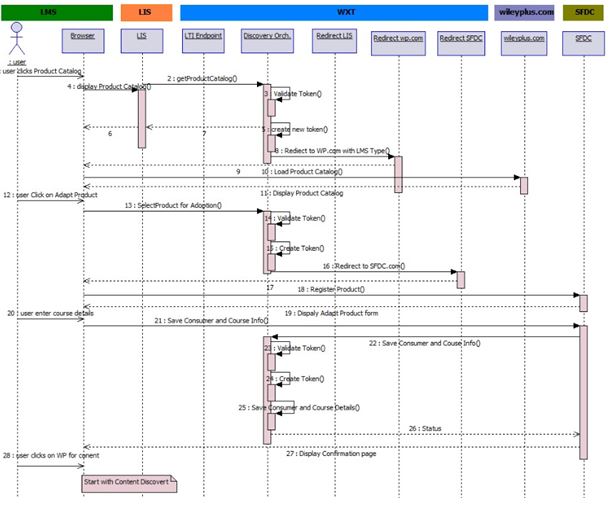 LMS
LIS
WXT
wileyplus.com
SFDC
: user
Browser
LIS
LTI Endpoint
Discovery Orch.
Redirect LIS
Redirect wp.com
Redirect SFDC
wileyplus.com
SFDC
: user clicks Product Catalog
2 : getProductCatalog()
4 : display Product Catalog()
3 : Validate Token()
5 : create new token()
6
7
8 : Rediect to WP.com with LMS Type()
9
10 : Load Product Catalog()
11 : Display Product Catalog
12 : user Click on Adapt Product
13 : SelectProduct for Adoption()
14 : Validate Token()
15 : Create Token()
16 : Redirect to SFDC.com()
17
18 : Register Product()
19 : Dispaly Adapt Product form
20 : user enter course details
21 : Save Consumer and Course Info()
22 : Save Consumer and Couse Info()
23 : Validate Token()
24 : Create Token()
25 : Save Consumer and Course Details()
26 : Status
27 : Display Confirmation page
28 : user clicks on WP for conent
Start with Content Discovert